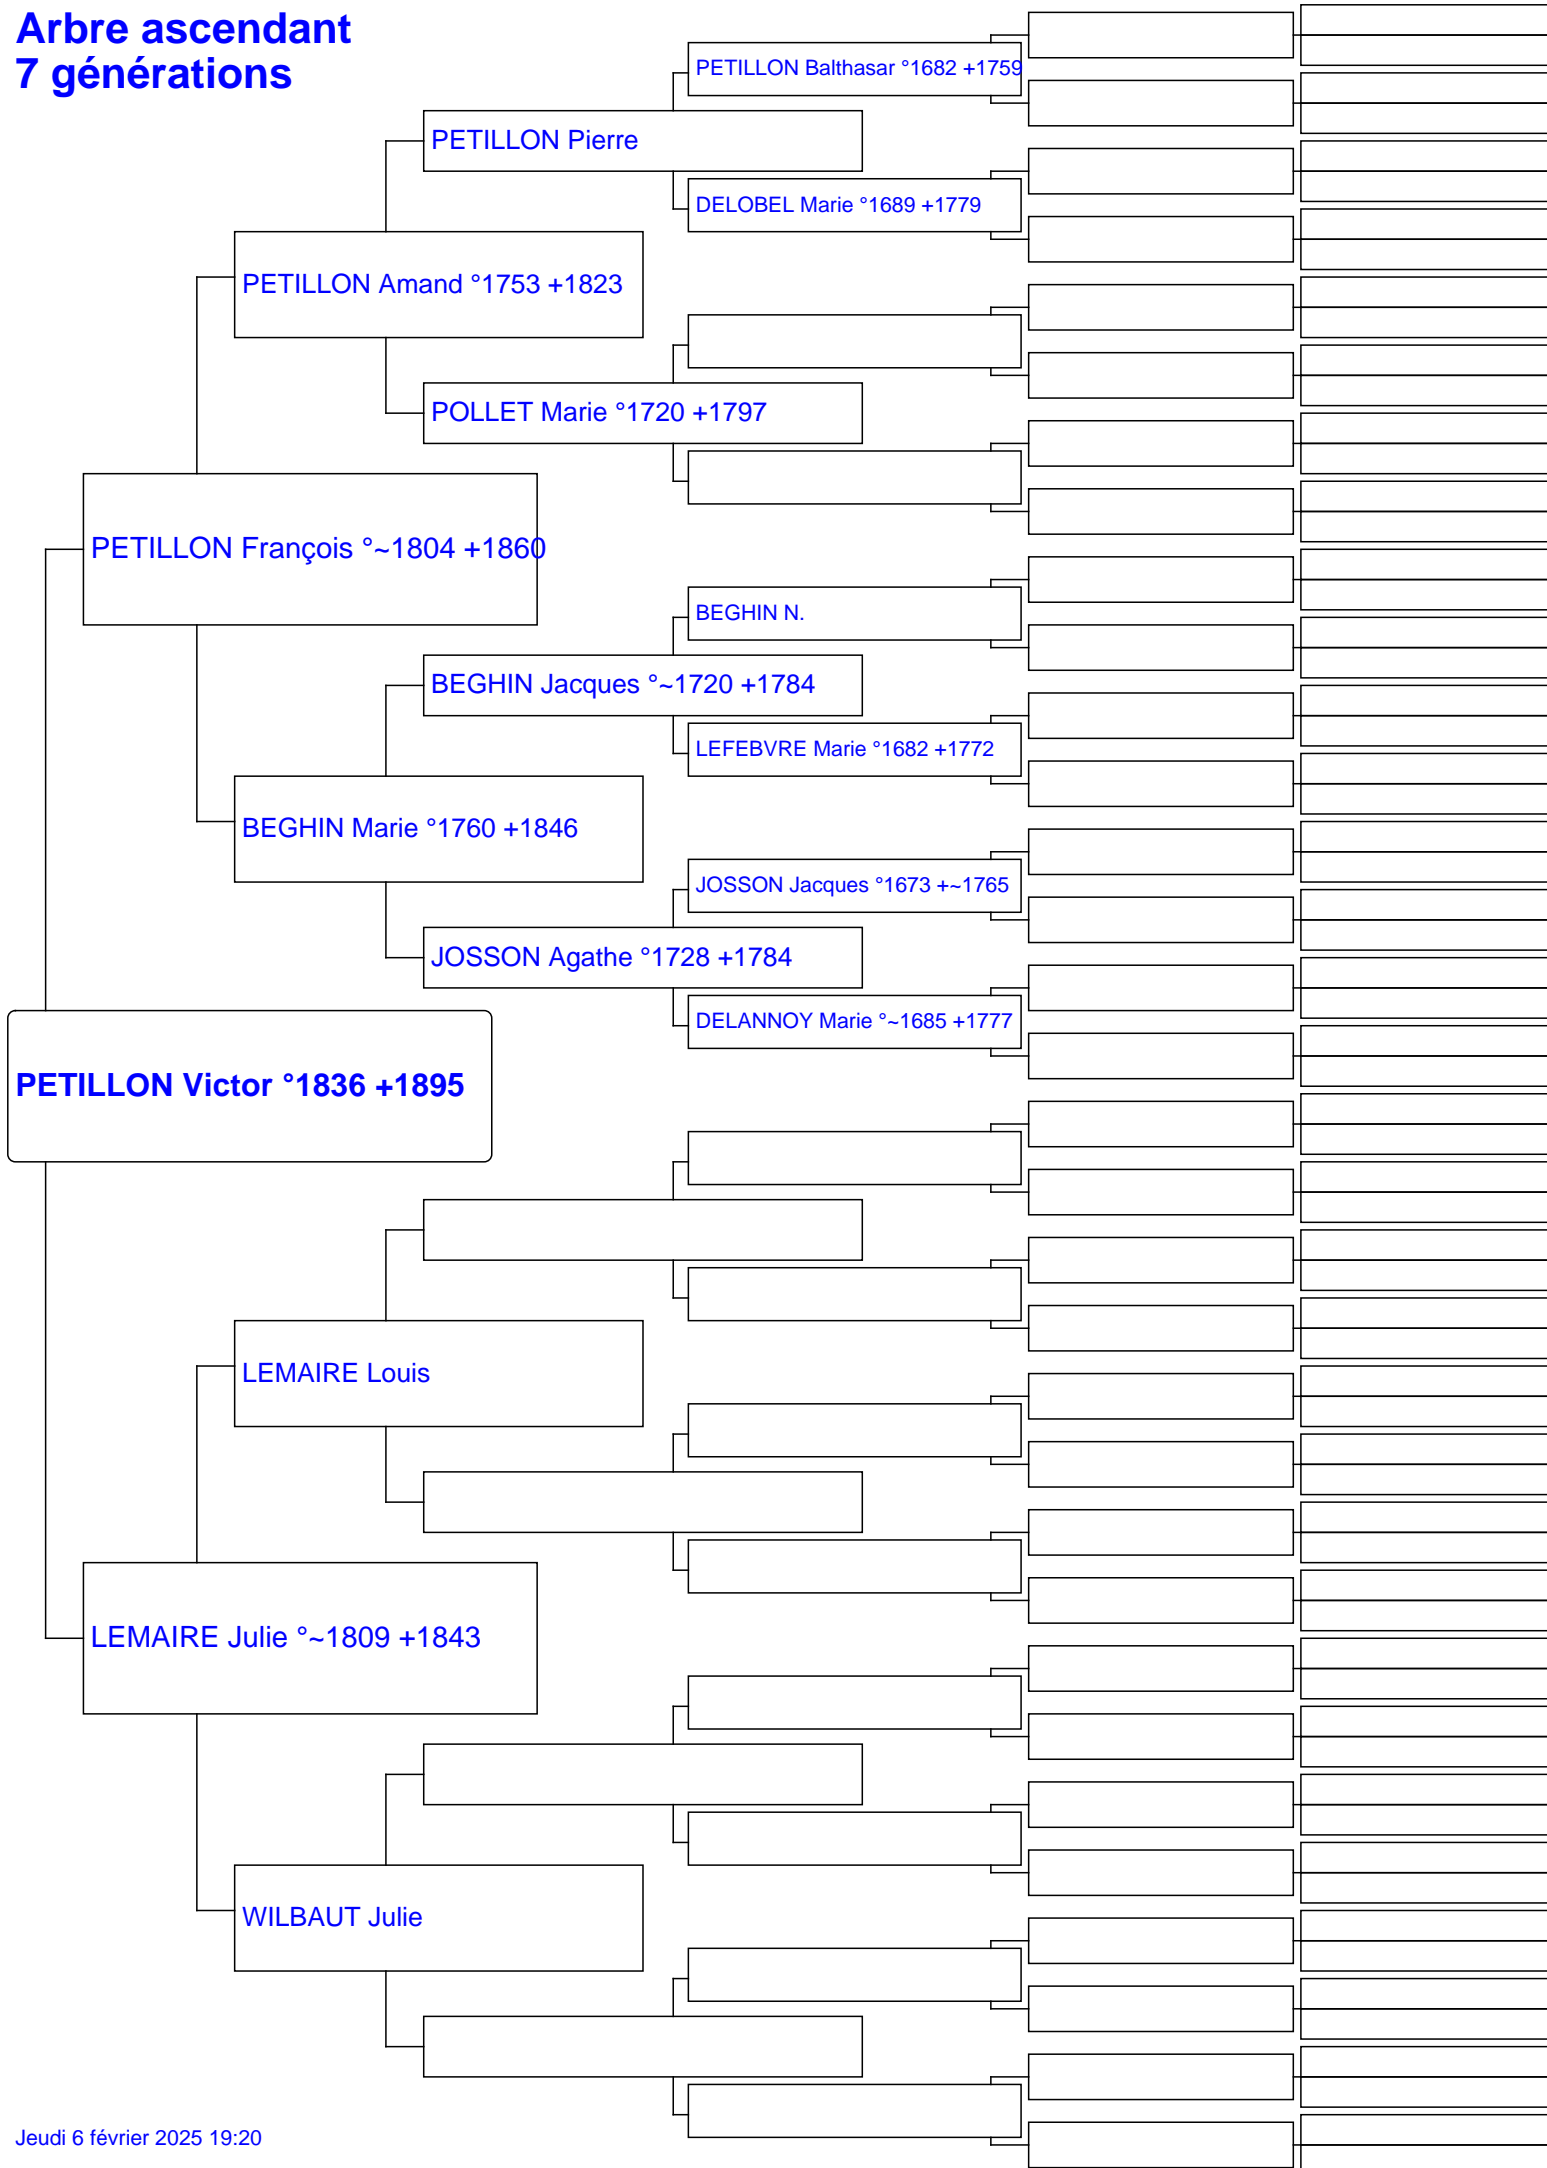 Arbre ascendant
7 générations
PETILLON Balthasar °1682 +1759
PETILLON Pierre
DELOBEL Marie °1689 +1779
PETILLON Amand °1753 +1823
POLLET Marie °1720 +1797
PETILLON François °~1804 +1860
BEGHIN N.
BEGHIN Jacques °~1720 +1784
LEFEBVRE Marie °1682 +1772
BEGHIN Marie °1760 +1846
JOSSON Jacques °1673 +~1765
JOSSON Agathe °1728 +1784
DELANNOY Marie °~1685 +1777
PETILLON Victor °1836 +1895
LEMAIRE Louis
LEMAIRE Julie °~1809 +1843
WILBAUT Julie
Jeudi 6 février 2025 19:20